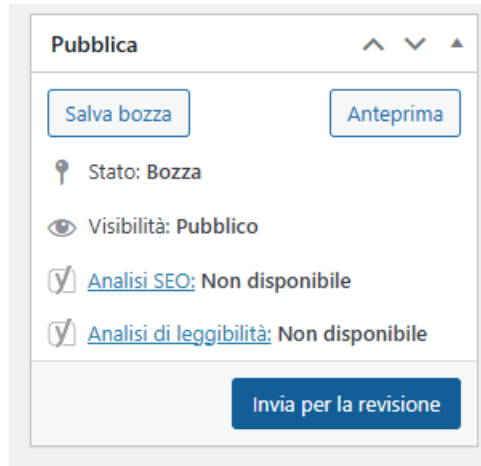 Pubblica
Salva bozza Anteprima
Stato: Bozza
Visibilità: Pubblico
Analisi SEO: Non disponibile
Analisi di leggibilità: Non disponibile
Invia per la revisione